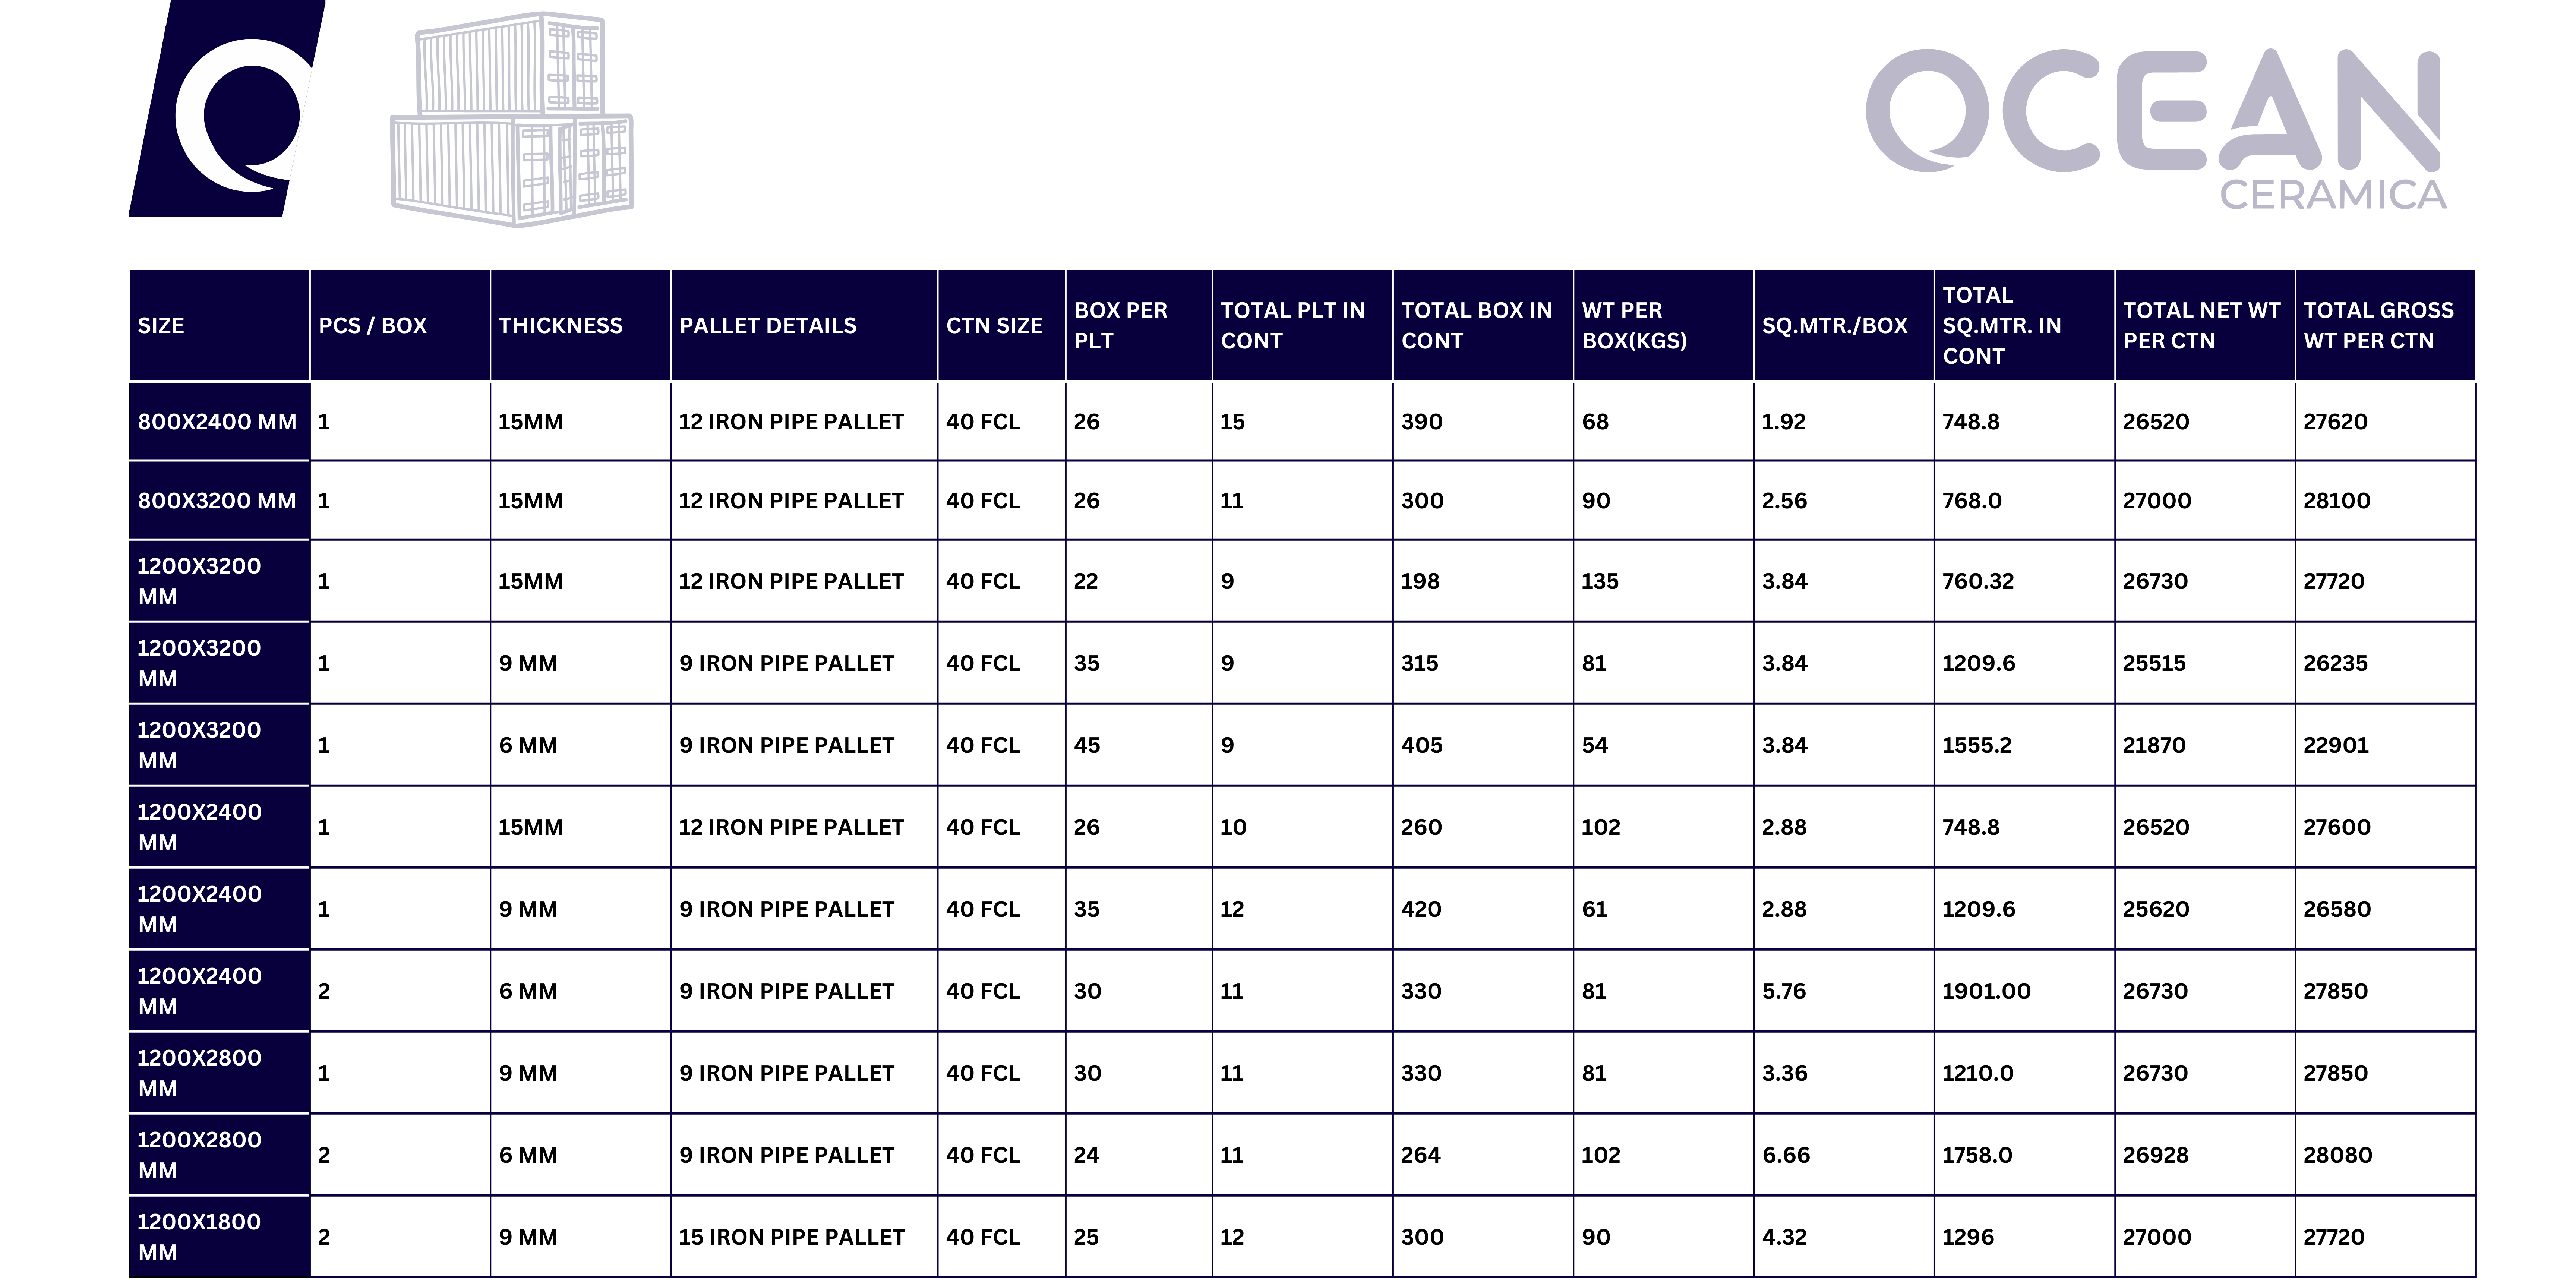 OCEAN
CERAMICA
SIZE PCS / BOX THICKNESS PALLET DETAILS CTN SIZE BOX PER PLT TOTAL PLT IN CONT TOTAL BOX IN CONT WT PER BOX(KGS) SQ.MTR./BOX TOTAL SQ.MTR. IN CONT TOTAL NET WT PER CTN TOTAL GROSS WT PER CTN
800X2400 MM 1 15MM 12 IRON PIPE PALLET 40 FCL 26 15 390 68 1.92 748.8 26520 27620
800X3200 MM 1 15MM 12 IRON PIPE PALLET 40 FCL 26 11 300 90 2.56 768.0 27000 28100
1200X3200 MM 1 15MM 12 IRON PIPE PALLET 40 FCL 22 9 198 135 3.84 760.32 26730 27720
1200X3200 MM 1 9 MM 9 IRON PIPE PALLET 40 FCL 35 9 315 81 3.84 1209.6 25515 26235
1200X3200 MM 1 6 MM 9 IRON PIPE PALLET 40 FCL 45 9 405 54 3.84 1555.2 21870 22901
1200X2400 MM 1 15MM 12 IRON PIPE PALLET 40 FCL 26 10 260 102 2.88 748.8 26520 27600
1200X2400 MM 1 9 MM 9 IRON PIPE PALLET 40 FCL 35 12 420 61 2.88 1209.6 25620 26580
1200X2400 MM 2 6 MM 9 IRON PIPE PALLET 40 FCL 30 11 330 81 5.76 1901.00 26730 27850
1200X2800 MM 1 9 MM 9 IRON PIPE PALLET 40 FCL 30 11 330 81 3.36 1210.0 26730 27850
1200X2800 MM 2 6 MM 9 IRON PIPE PALLET 40 FCL 24 11 264 102 6.66 1758.0 26928 28080
1200X1800 MM 2 9 MM 15 IRON PIPE PALLET 40 FCL 25 12 300 90 4.32 1296 27000 27720